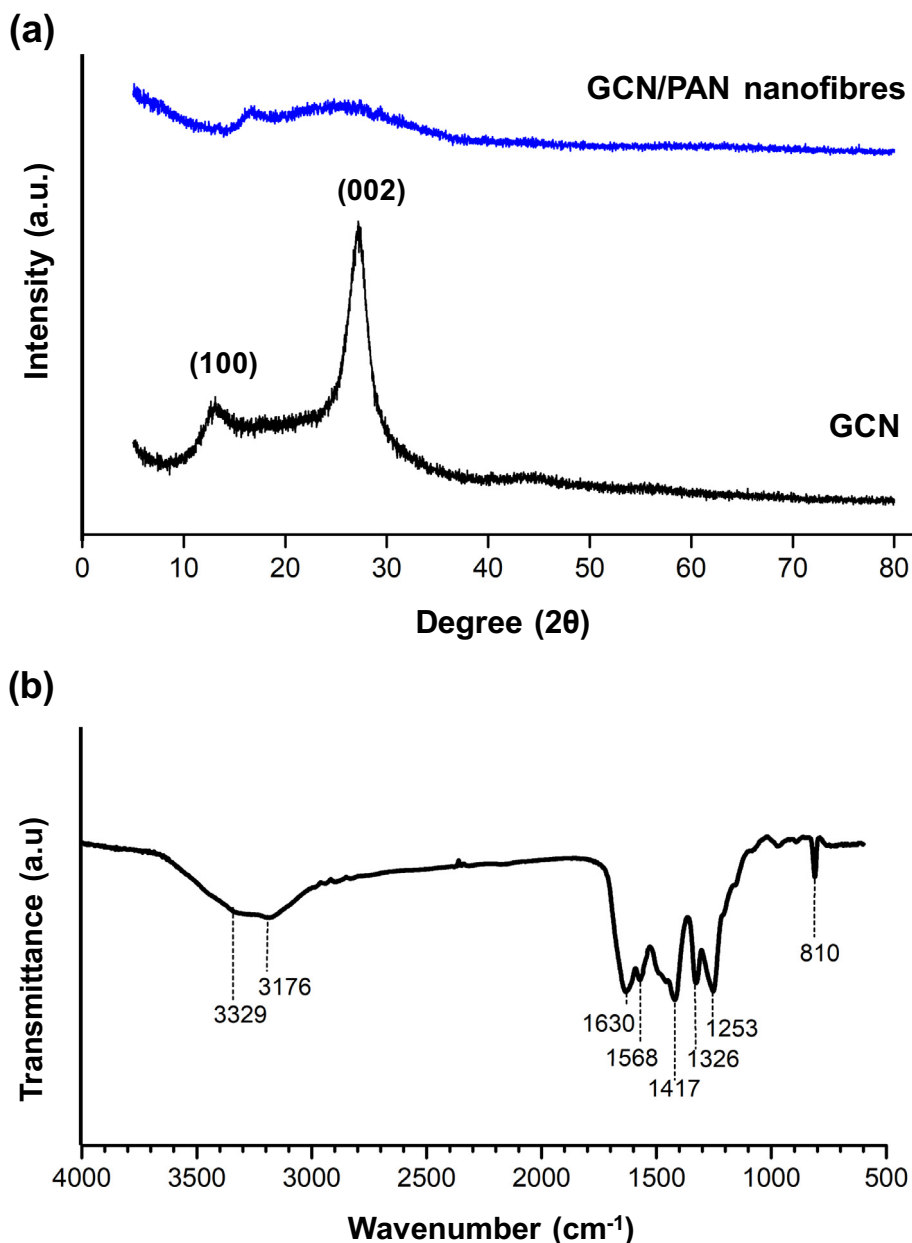 (a)
GCN/PAN nanofibres
(002)
(100)
GCN
Intensity (a.u.)
0 10 20 30 40 50 60 70 80
Degree (2θ)
(b)
Transmittance (a.u)
3329
3176
1630
1568
1417
1326
1253
810
4000 3500 3000 2500 2000 1500 1000 500
Wavenumber (cm⁻¹)